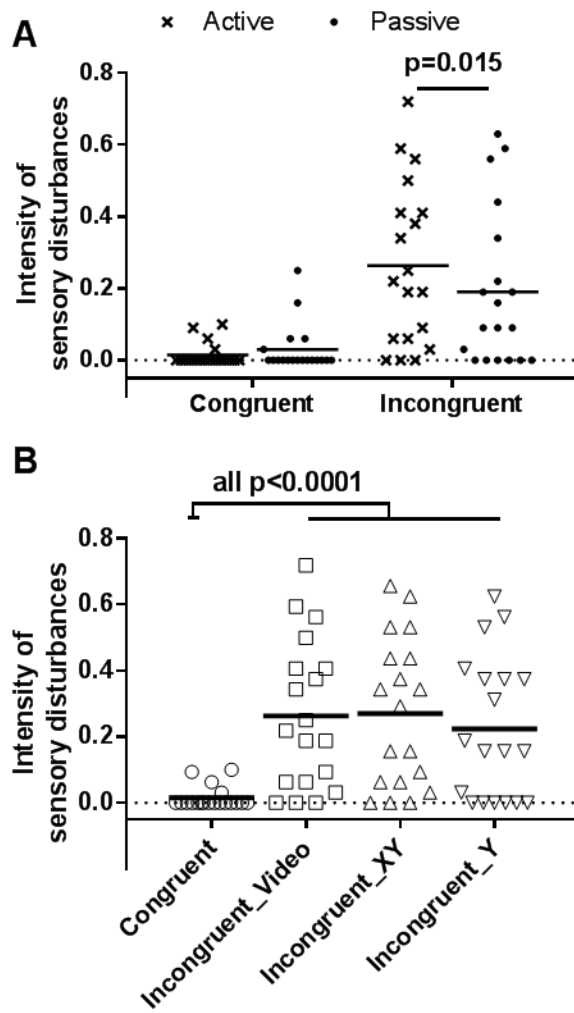 A
Active
Passive
p=0.015
Intensity of
sensory disturbances
0.8
0.6
0.4
0.2
0.0
Congruent
Incongruent
B
all p<0.0001
Intensity of
sensory disturbances
0.8
0.6
0.4
0.2
0.0
Congruent
Incongruent_Video
Incongruent_XY
Incongruent_Y